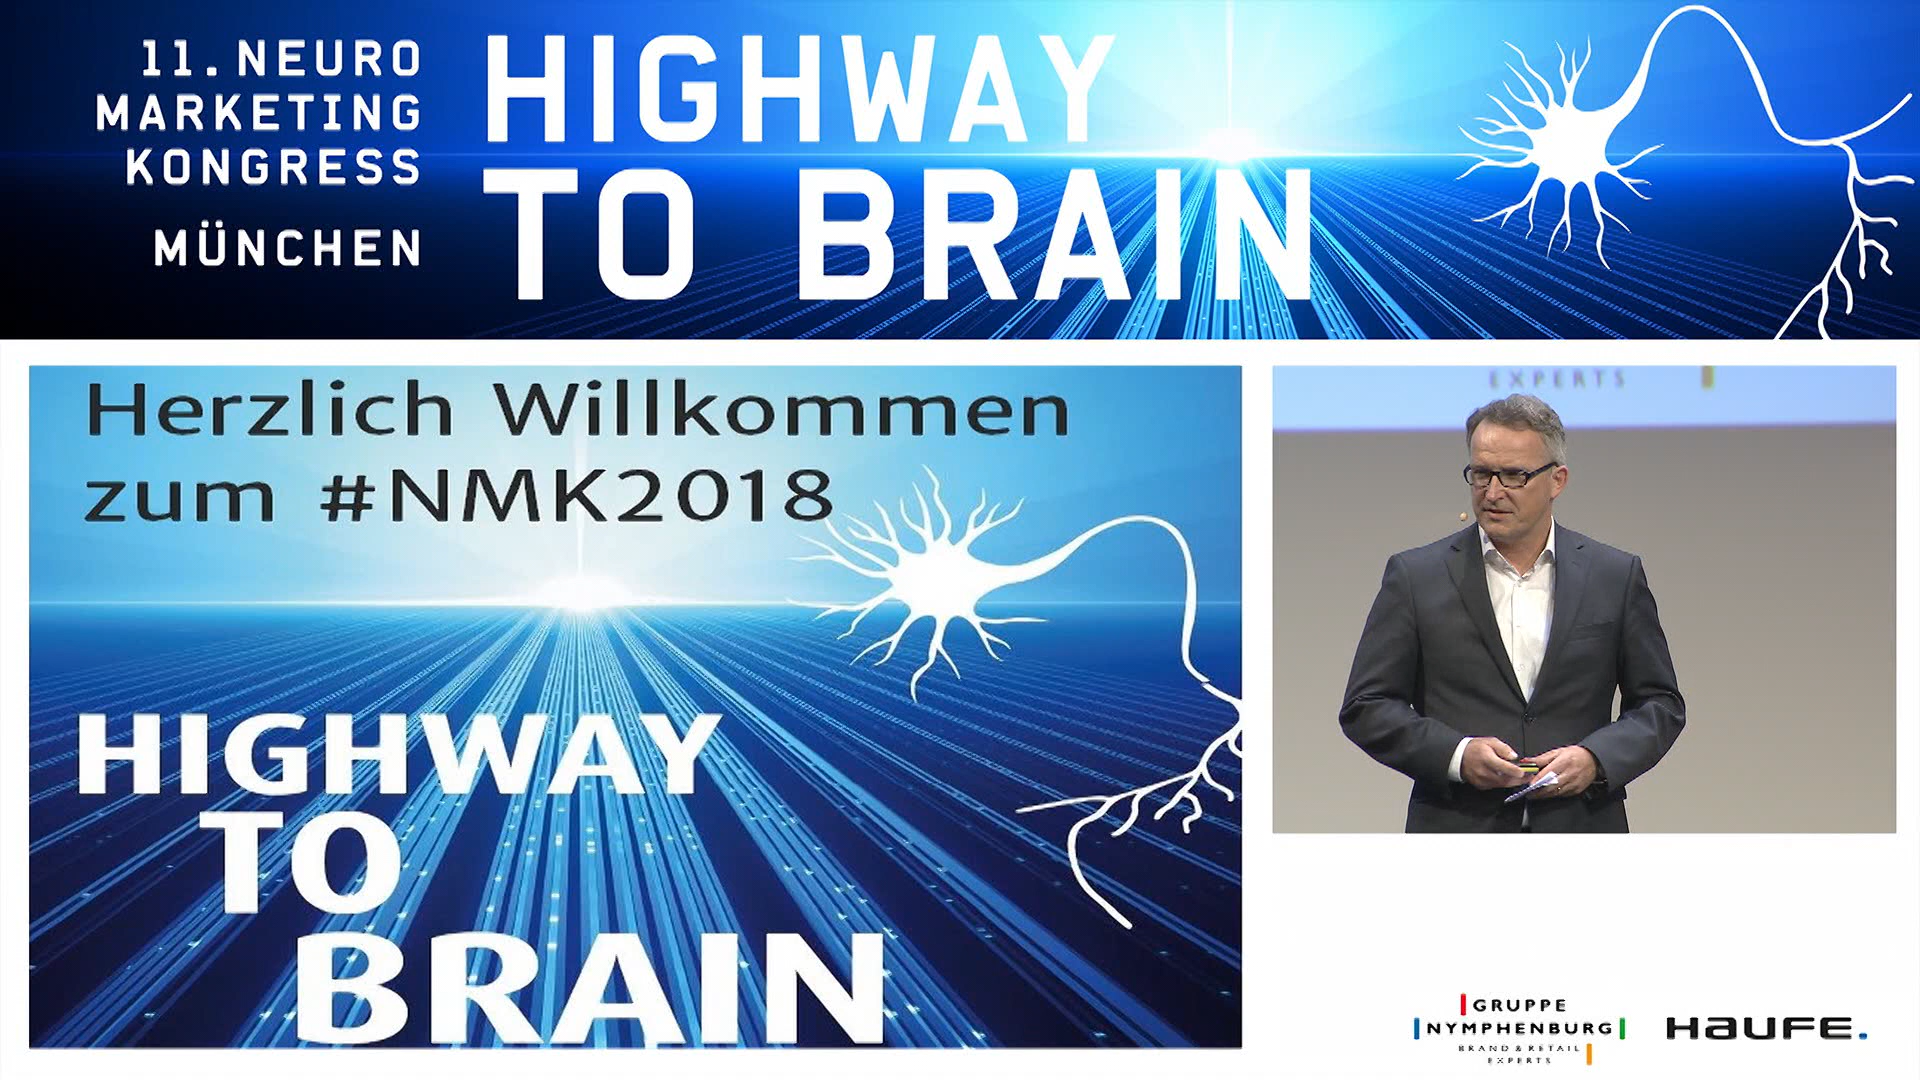 11. NEURO
MARKETING
KONGRESS
MÜNCHEN
HIGHWAY
TO BRAIN
Herzlich Willkommen
zum #NMK2018
HIGHWAY
TO
BRAIN
EXPERTS
GRUPPE
NYMPHENBURG
BRAND & RETAIL
EXPERTS
HAUFE.